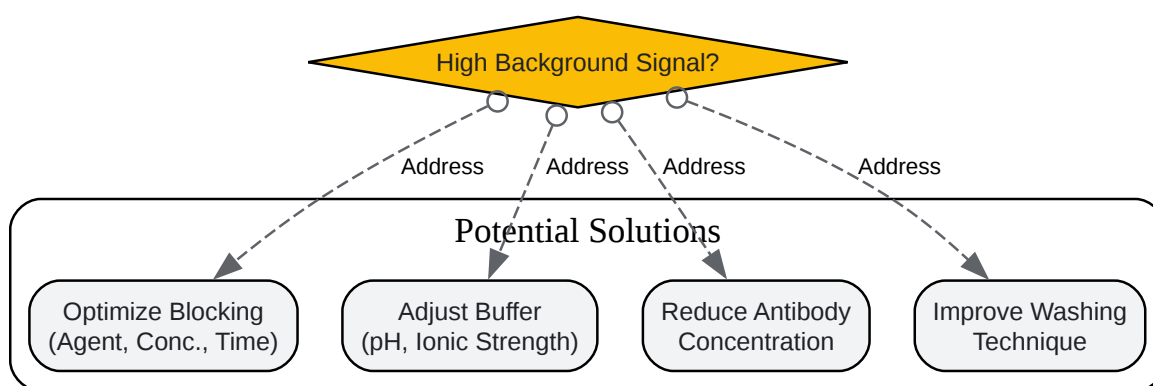 High Background Signal?
Address
Address
Address
Address
Potential Solutions
Optimize Blocking
(Agent, Conc., Time)
Adjust Buffer
(pH, Ionic Strength)
Reduce Antibody
Concentration
Improve Washing
Technique